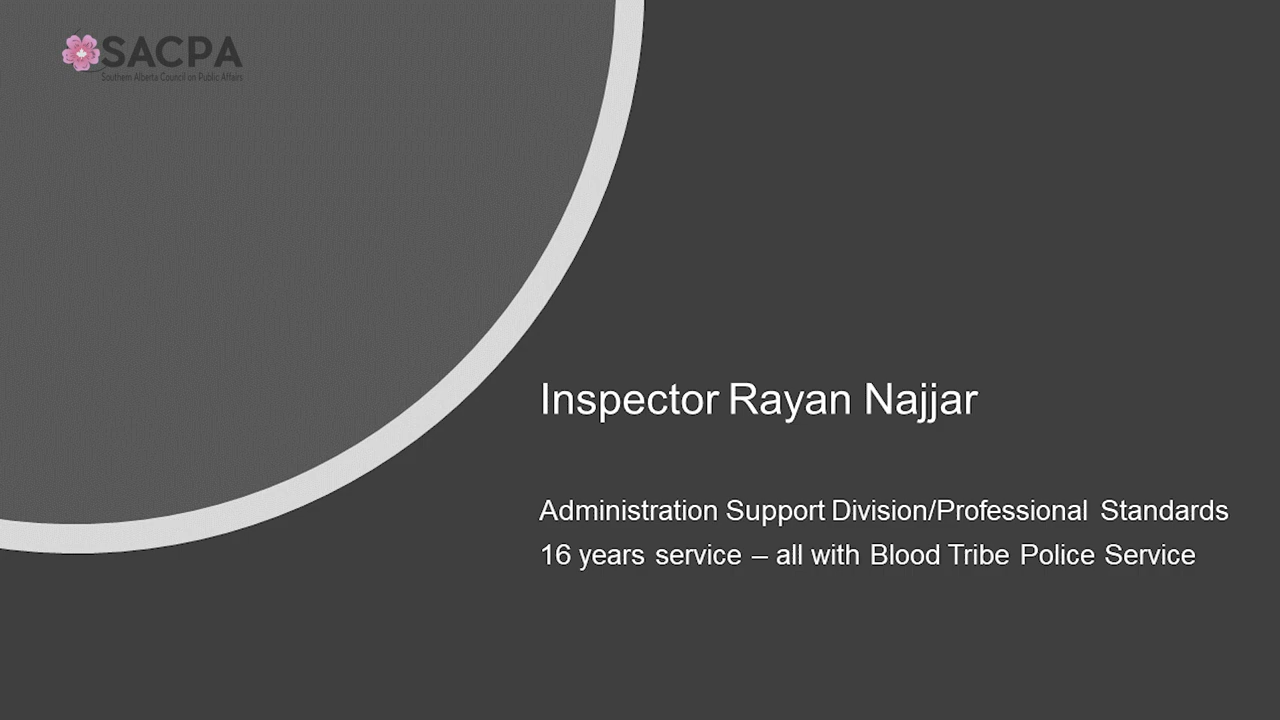 SACPA
Southern Alberta Council on Public Affairs
Inspector Rayan Najjar
Administration Support Division/Professional Standards
16 years service – all with Blood Tribe Police Service